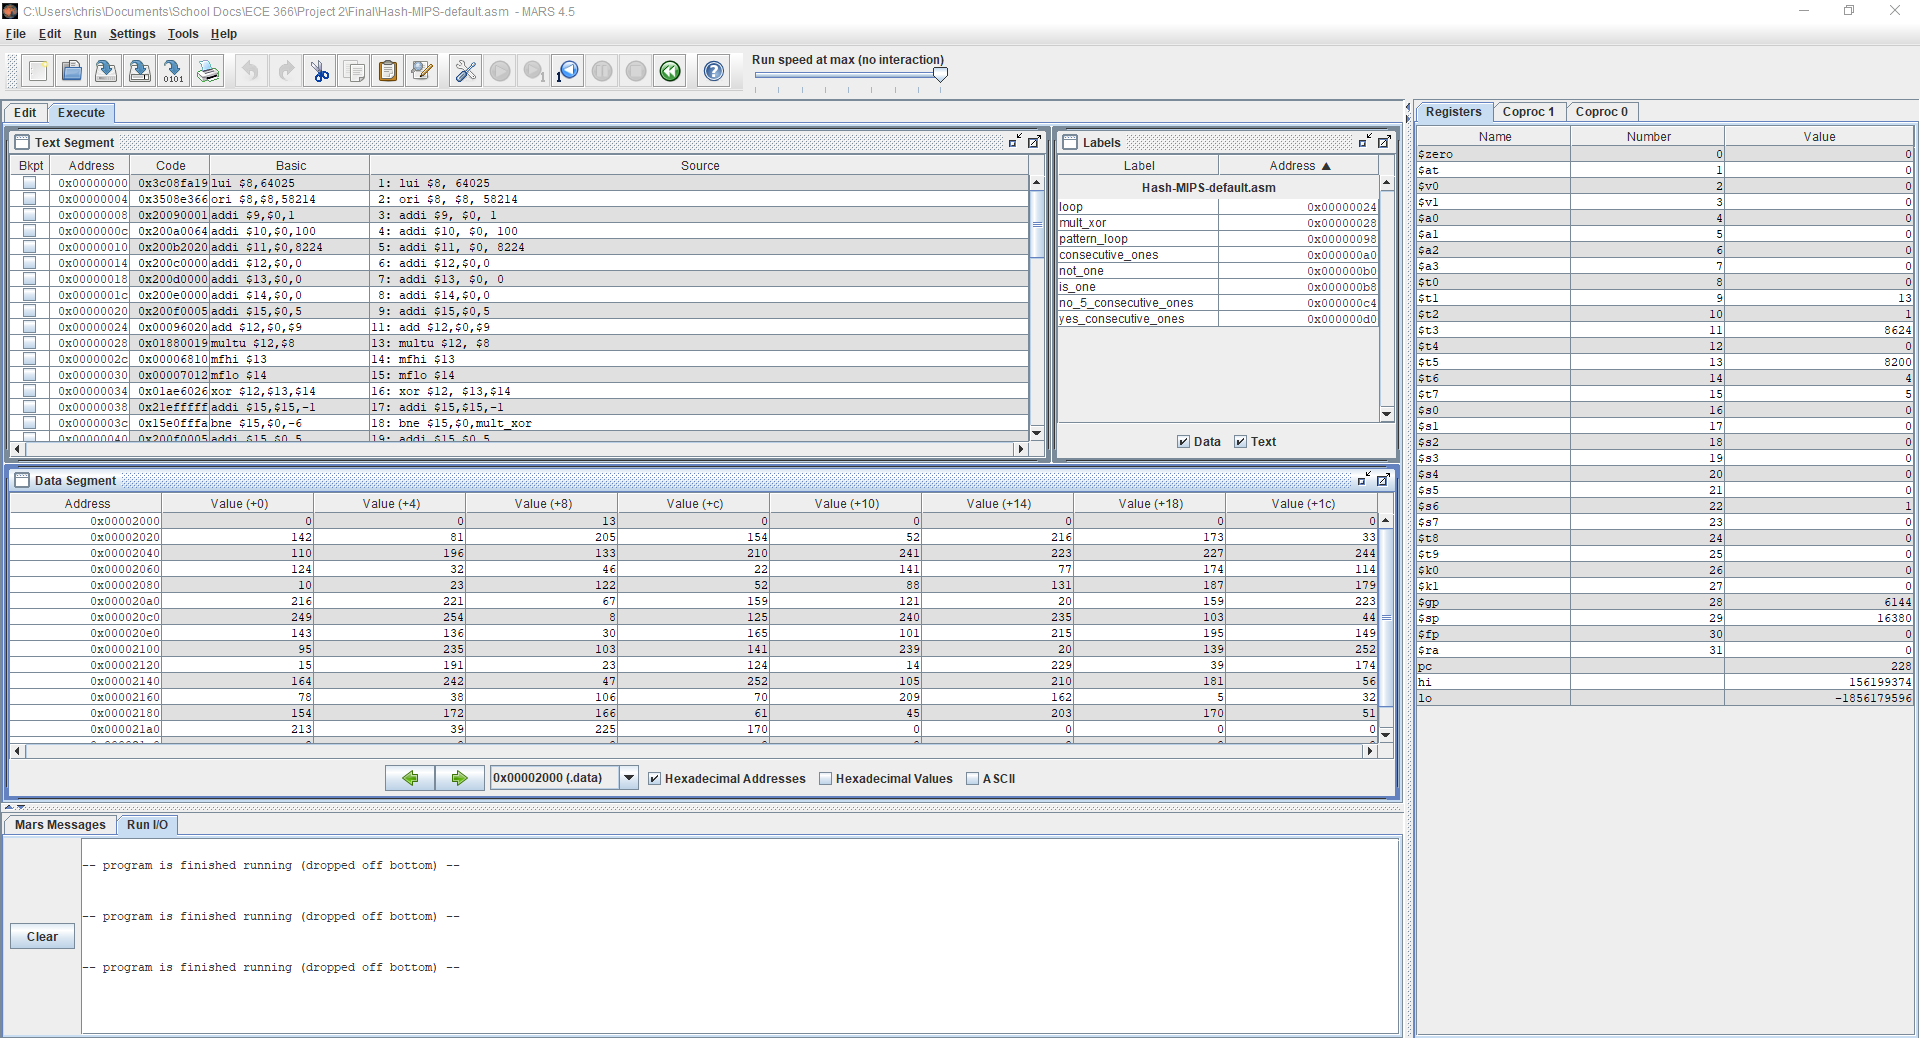 C:\Users\chris\Documents\School Docs\ECE 366\Project 2\Final\Hash-MIPS-default.asm - MARS 4.5
File Edit Run Settings Tools Help
Run speed at max (no interaction)
Edit Execute
Text Segment
Bkpt Address Code Basic Source
0x00000000 0x3c08fa19 lui $8,64025 1: lui $8, 64025
0x00000004 0x3508e366 ori $8,$8,58214 2: ori $8, $8, 58214
0x00000008 0x20090001 addi $9,$0,1 3: addi $9, $0, 1
0x0000000c 0x200a0064 addi $10,$0,100 4: addi $10, $0, 100
0x00000010 0x200b2020 addi $11,$0,8224 5: addi $11, $0, 8224
0x00000014 0x200c0000 addi $12,$0,0 6: addi $12,$0,0
0x00000018 0x200d0000 addi $13,$0,0 7: addi $13, $0, 0
0x0000001c 0x200e0000 addi $14,$0,0 8: addi $14,$0,0
0x00000020 0x200f0005 addi $15,$0,5 9: addi $15,$0,5
0x00000024 0x00096020 add $12,$0,$9 11: add $12,$0,$9
0x00000028 0x01880019 multu $12,$8 13: multu $12, $8
0x0000002c 0x00006810 mfhi $13 14: mfhi $13
0x00000030 0x00007012 mflo $14 15: mflo $14
0x00000034 0x01ae6026 xor $12,$13,$14 16: xor $12, $13,$14
0x00000038 0x21efffff addi $15,$15,-1 17: addi $15,$15,-1
0x0000003c 0x15e0fffa bne $15,$0,-6 18: bne $15,$0,mult_xor
0x00000040 0x200f0005 addi $15,$0,5 19: addi $15,$0,5
Labels
Label Address ▲
Hash-MIPS-default.asm
loop 0x00000024
mult_xor 0x00000028
pattern_loop 0x00000098
consecutive_ones 0x000000a0
not_one 0x000000b0
is_one 0x000000b8
no_5_consecutive_ones 0x000000c4
yes_consecutive_ones 0x000000d0
Data Text
Data Segment
Address Value (+0) Value (+4) Value (+8) Value (+c) Value (+10) Value (+14) Value (+18) Value (+1c)
0x00002000 0 0 13 0 0 0 0 0
0x00002020 142 81 205 154 52 216 173 33
0x00002040 110 196 133 210 241 223 227 244
0x00002060 124 32 46 22 141 77 174 114
0x00002080 10 23 122 52 88 131 187 179
0x000020a0 216 221 67 159 121 20 159 223
0x000020c0 249 254 8 125 240 235 103 44
0x000020e0 143 136 30 165 101 215 195 149
0x00002100 95 235 103 141 239 20 139 252
0x00002120 15 191 23 124 14 229 39 174
0x00002140 164 242 47 252 105 210 181 56
0x00002160 78 38 106 70 209 162 5 32
0x00002180 154 172 166 61 45 203 170 51
0x000021a0 213 39 225 170 0 0 0 0
0x00002000 (.data) Hexadecimal Addresses Hexadecimal Values ASCII
Mars Messages Run I/O
-- program is finished running (dropped off bottom) --
-- program is finished running (dropped off bottom) --
Clear
-- program is finished running (dropped off bottom) --
Registers Coproc 1 Coproc 0
Name Number Value
$zero 0 0
$at 1 0
$v0 2 0
$v1 3 0
$a0 4 0
$a1 5 0
$a2 6 0
$a3 7 0
$t0 8 0
$t1 9 13
$t2 10 1
$t3 11 8624
$t4 12 0
$t5 13 8200
$t6 14 4
$t7 15 5
$s0 16 0
$s1 17 0
$s2 18 0
$s3 19 0
$s4 20 0
$s5 21 0
$s6 22 1
$s7 23 0
$t8 24 0
$t9 25 0
$k0 26 0
$k1 27 0
$gp 28 6144
$sp 29 16380
$fp 30 0
$ra 31 0
pc 228
hi 156199374
lo -1856179596